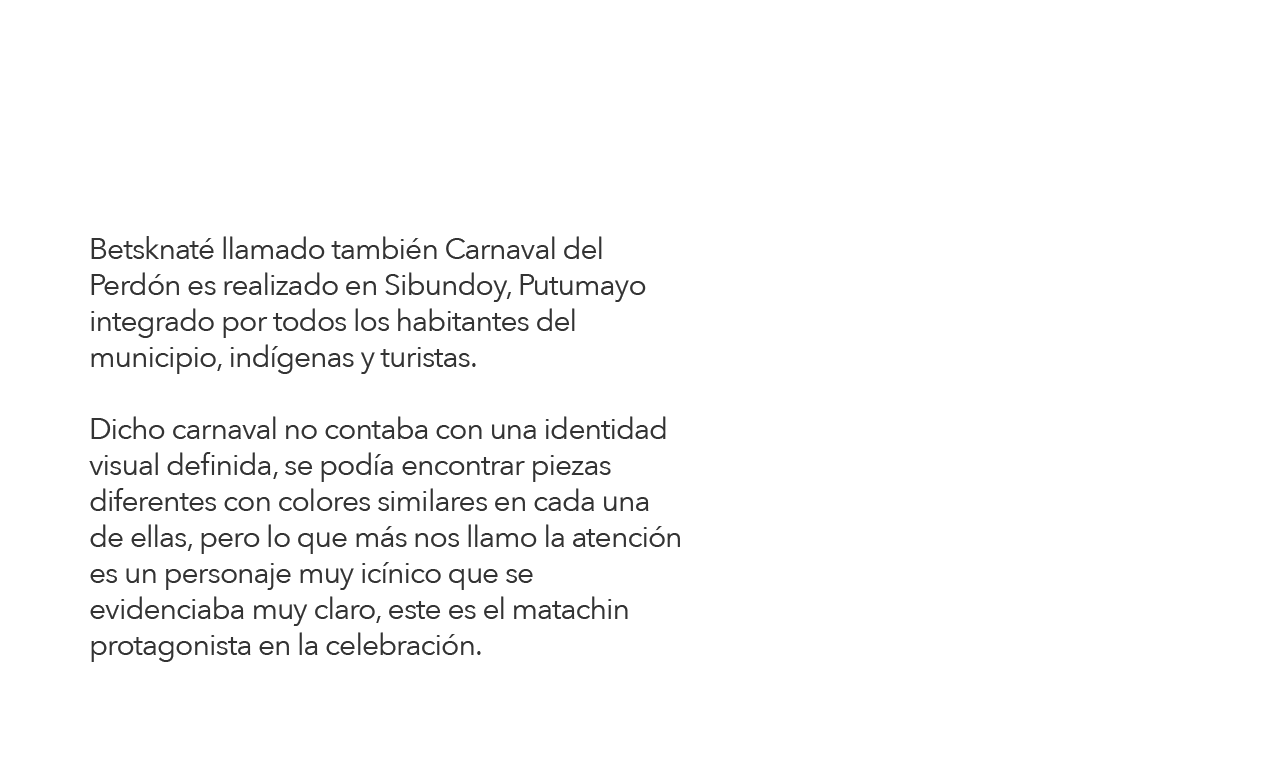 Betsknaté llamado también Carnaval del
Perdón es realizado en Sibundoy, Putumayo
integrado por todos los habitantes del
municipio, indígenas y turistas.
Dicho carnaval no contaba con una identidad
visual definida, se podía encontrar piezas
diferentes con colores similares en cada una
de ellas, pero lo que más nos llamo la atención
es un personaje muy icínico que se
evidenciaba muy claro, este es el matachin
protagonista en la celebración.